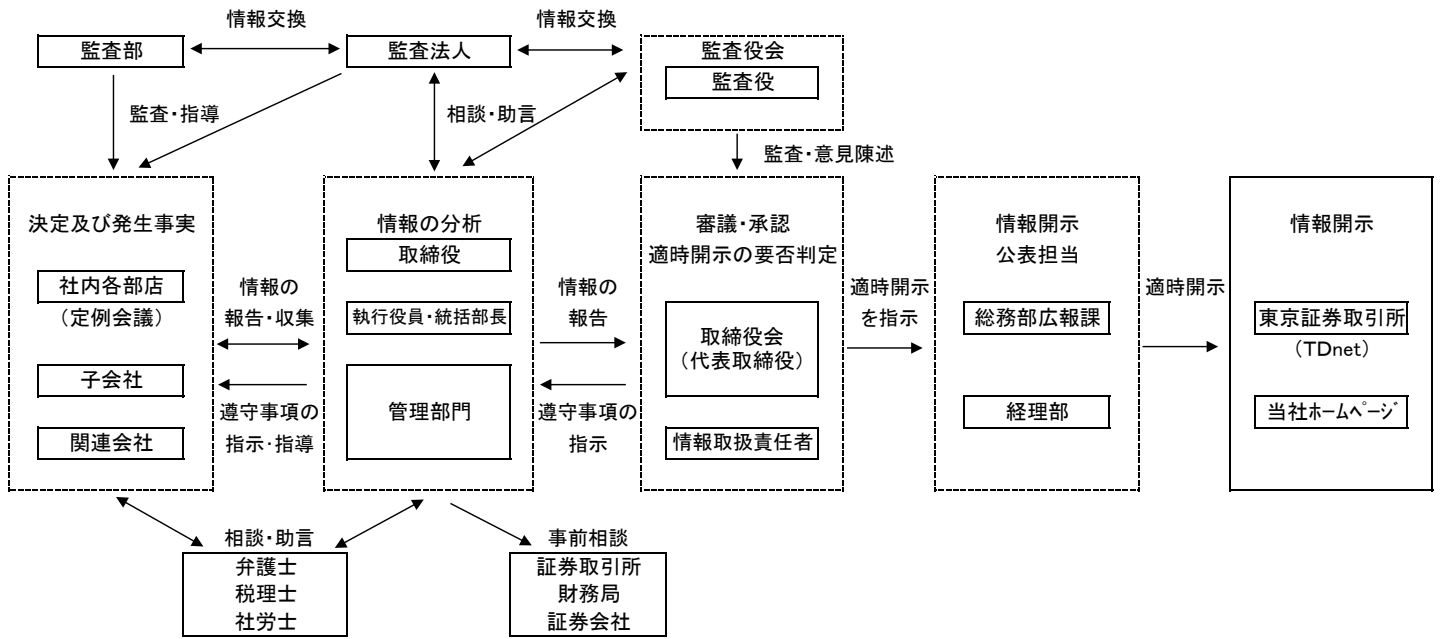 情報交換
情報交換
監査部
監査法人
監査役会
監査役
監査・指導
相談・助言
監査・意見陳述
決定及び発生事実
社内各部店
（定例会議）
子会社
関連会社
情報の
報告・収集
遵守事項の
指示・指導
情報の分析
取締役
執行役員・統括部長
管理部門
情報の
報告
遵守事項の
指示
審議・承認
適時開示の要否判定
取締役会
（代表取締役）
情報取扱責任者
適時開示
を指示
情報開示
公表担当
総務部広報課
経理部
適時開示
情報開示
東京証券取引所
（TDnet）
当社ﾎｰﾑﾍﾟｰｼﾞ
相談・助言
弁護士
税理士
社労士
事前相談
証券取引所
財務局
証券会社